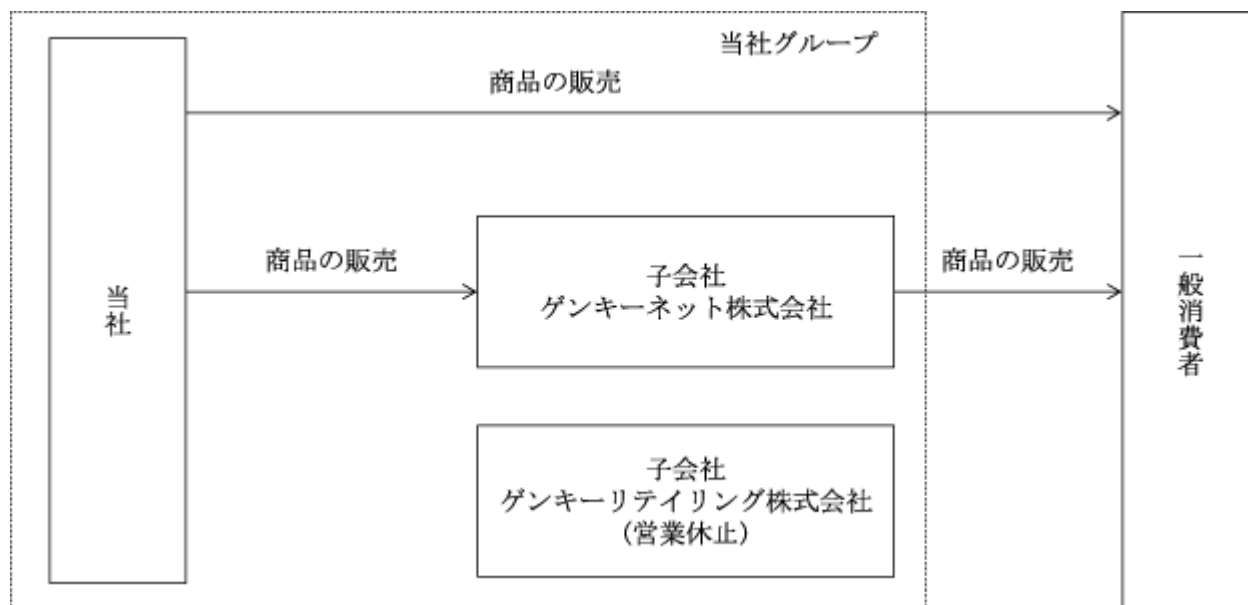 当社グループ
商品の販売
当社
商品の販売
子会社
ゲンキーネット株式会社
商品の販売
一般消費者
子会社
ゲンキーリテイリング株式会社
(営業休止)